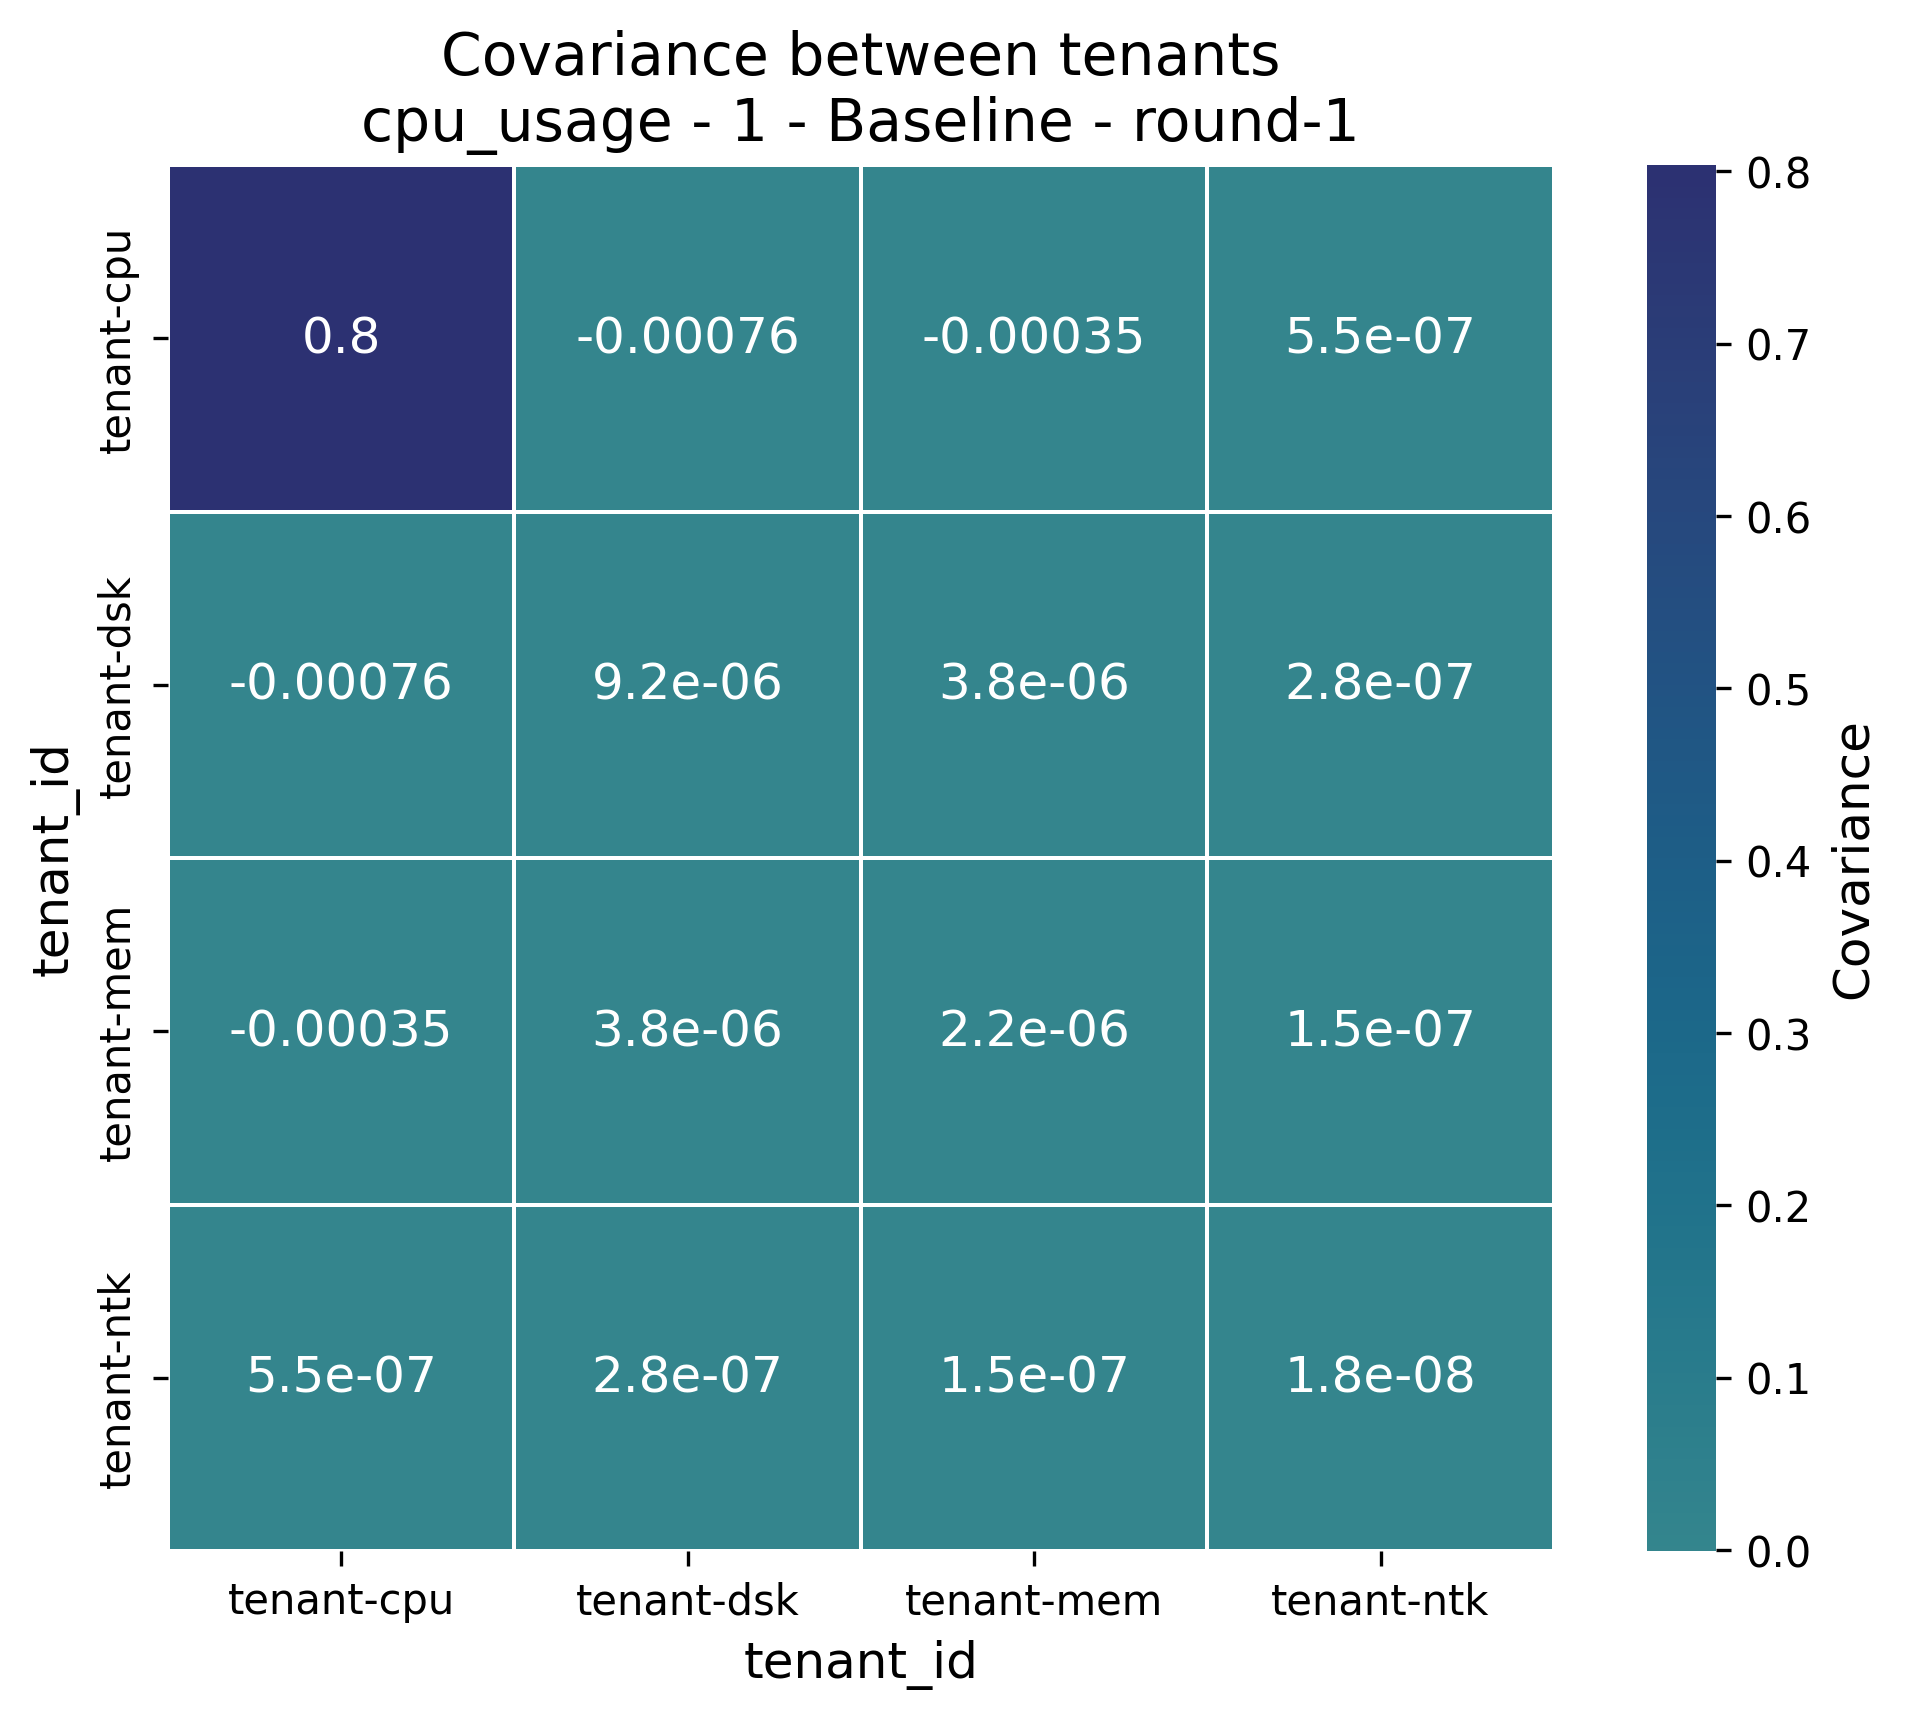 Covariance between tenants
cpu_usage - 1 - Baseline - round-1
tenant_id
tenant-cpu
0.8 -0.00076 -0.00035 5.5e-07
tenant-dsk
-0.00076 9.2e-06 3.8e-06 2.8e-07
tenant-mem
-0.00035 3.8e-06 2.2e-06 1.5e-07
tenant-ntk
5.5e-07 2.8e-07 1.5e-07 1.8e-08
tenant-cpu tenant-dsk tenant-mem tenant-ntk
tenant_id
0.8
0.7
0.6
0.5
0.4
0.3
0.2
0.1
0.0
Covariance